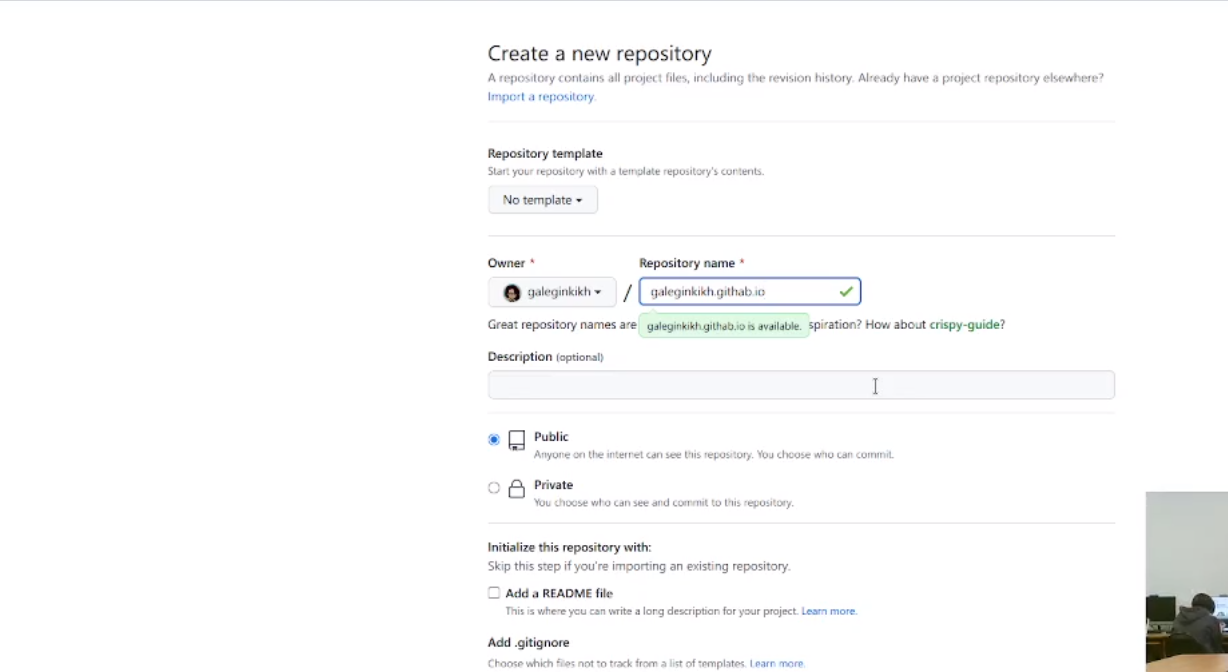 Create a new repository
A repository contains all project files, including the revision history. Already have a project repository elsewhere?
Import a repository.
Repository template
Start your repository with a template repository's contents.
No template
Owner * Repository name *
galeginkikh / galeginkikh.githab.io
Great repository names are galeginkikh.githab.io is available. spiration? How about crispy-guide?
Description (optional)
Public
Anyone on the internet can see this repository. You choose who can commit.
Private
You choose who can see and commit to this repository.
Initialize this repository with:
Skip this step if you're importing an existing repository.
Add a README file
This is where you can write a long description for your project. Learn more.
Add .gitignore
Choose which files not to track from a list of templates. Learn more.